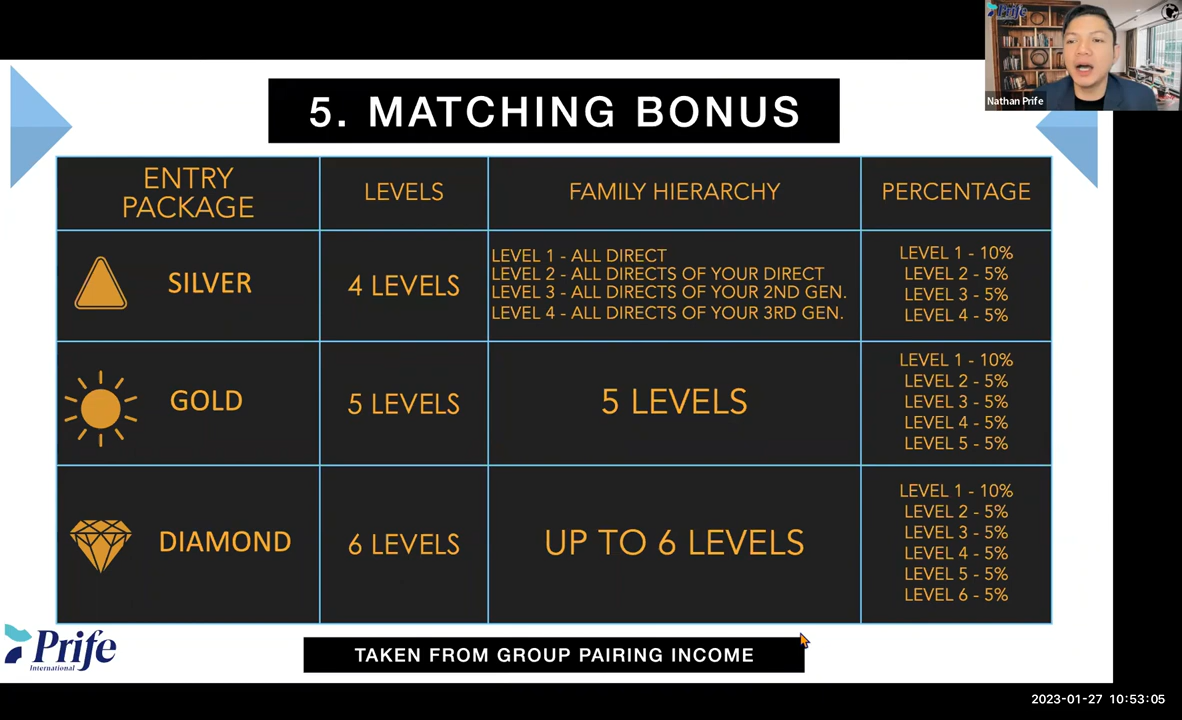 Prife
Nathan Prife
5. MATCHING BONUS
ENTRY
PACKAGE
LEVELS
FAMILY HIERARCHY
PERCENTAGE
SILVER
4 LEVELS
LEVEL 1 - ALL DIRECT
LEVEL 2 - ALL DIRECTS OF YOUR DIRECT
LEVEL 3 - ALL DIRECTS OF YOUR 2ND GEN.
LEVEL 4 - ALL DIRECTS OF YOUR 3RD GEN.
LEVEL 1 - 10%
LEVEL 2 - 5%
LEVEL 3 - 5%
LEVEL 4 - 5%
GOLD
5 LEVELS
5 LEVELS
LEVEL 1 - 10%
LEVEL 2 - 5%
LEVEL 3 - 5%
LEVEL 4 - 5%
LEVEL 5 - 5%
DIAMOND
6 LEVELS
UP TO 6 LEVELS
LEVEL 1 - 10%
LEVEL 2 - 5%
LEVEL 3 - 5%
LEVEL 4 - 5%
LEVEL 5 - 5%
LEVEL 6 - 5%
Prife
International
TAKEN FROM GROUP PAIRING INCOME
2023-01-27 10:53:05